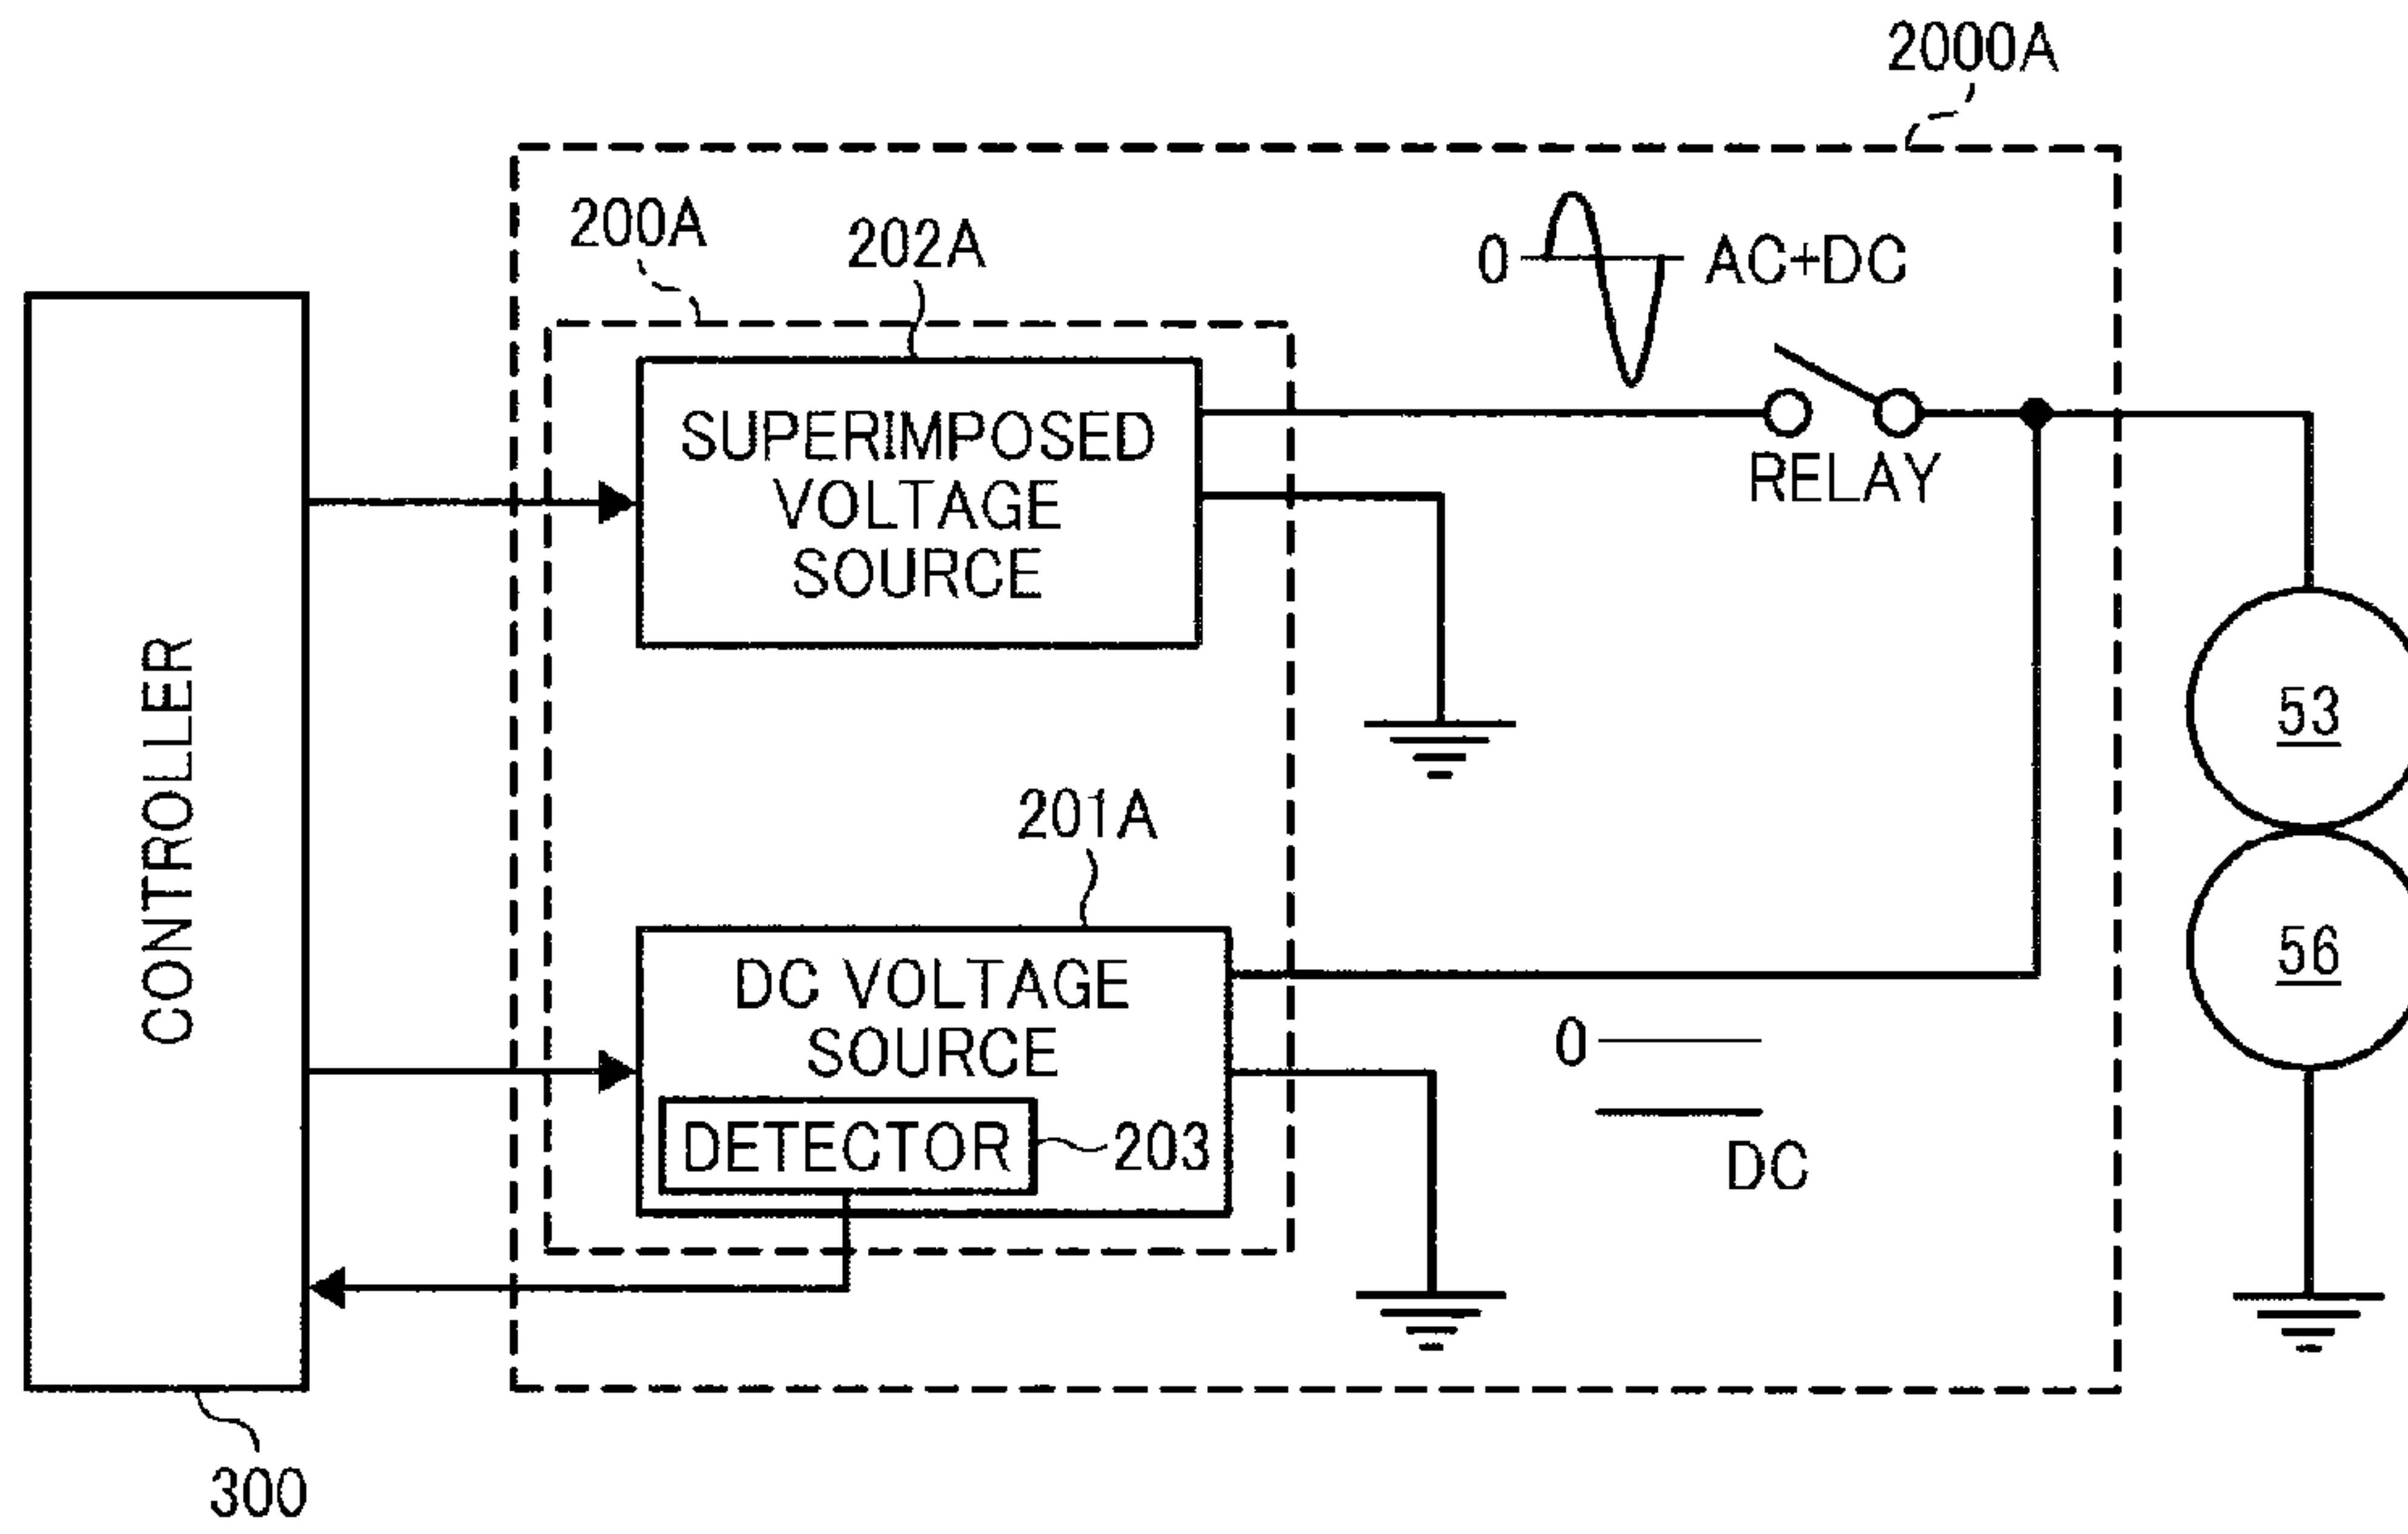 2000A
200A
202A
0
AC+DC
SUPERIMPOSED
VOLTAGE
SOURCE
RELAY
CONTROLLER
53
201A
56
DC VOLTAGE
SOURCE
0
DETECTOR
203
DC
300